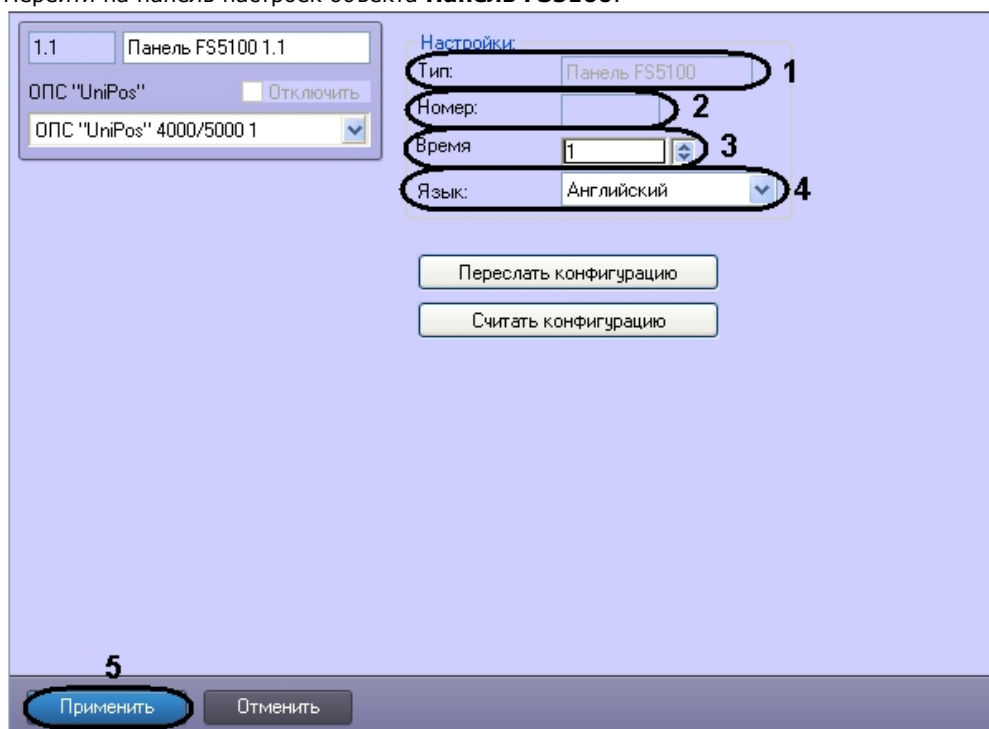 Перейти на панель настроек объекта Панель FS5100.
1.1
Панель FS5100 1.1
ОПС "UniPos"
Отключить
ОПС "UniPos" 4000/5000 1
Настройки:
Тип:
Панель FS5100
1
Номер:
2
Время
1
3
Язык:
Английский
4
Переслать конфигурацию
Считать конфигурацию
5
Применить
Отменить